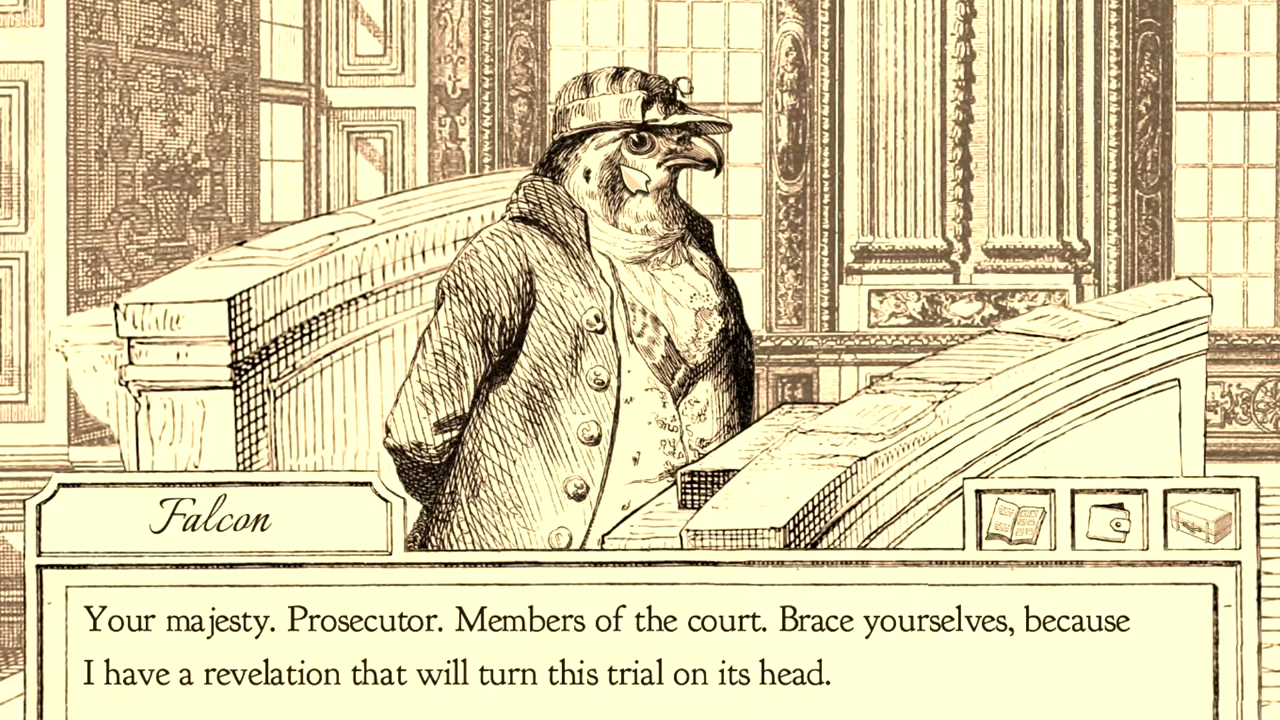 Falcon
Your majesty. Prosecutor. Members of the court. Brace yourselves, because
I have a revelation that will turn this trial on its head.